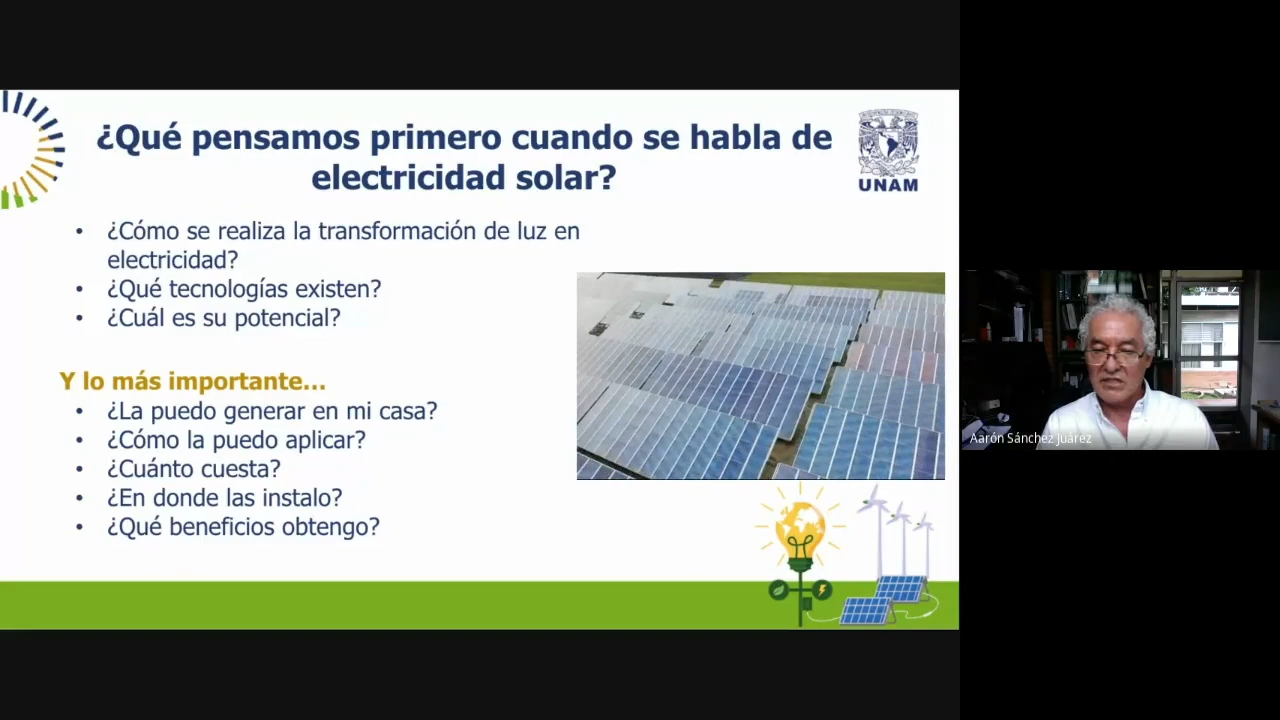 ¿Qué pensamos primero cuando se habla de
electricidad solar?
UNAM
• ¿Cómo se realiza la transformación de luz en
electricidad?
• ¿Qué tecnologías existen?
• ¿Cuál es su potencial?
Y lo más importante...
• ¿La puedo generar en mi casa?
• ¿Cómo la puedo aplicar?
• ¿Cuánto cuesta?
• ¿En donde las instalo?
• ¿Qué beneficios obtengo?
Aarón Sánchez Juárez